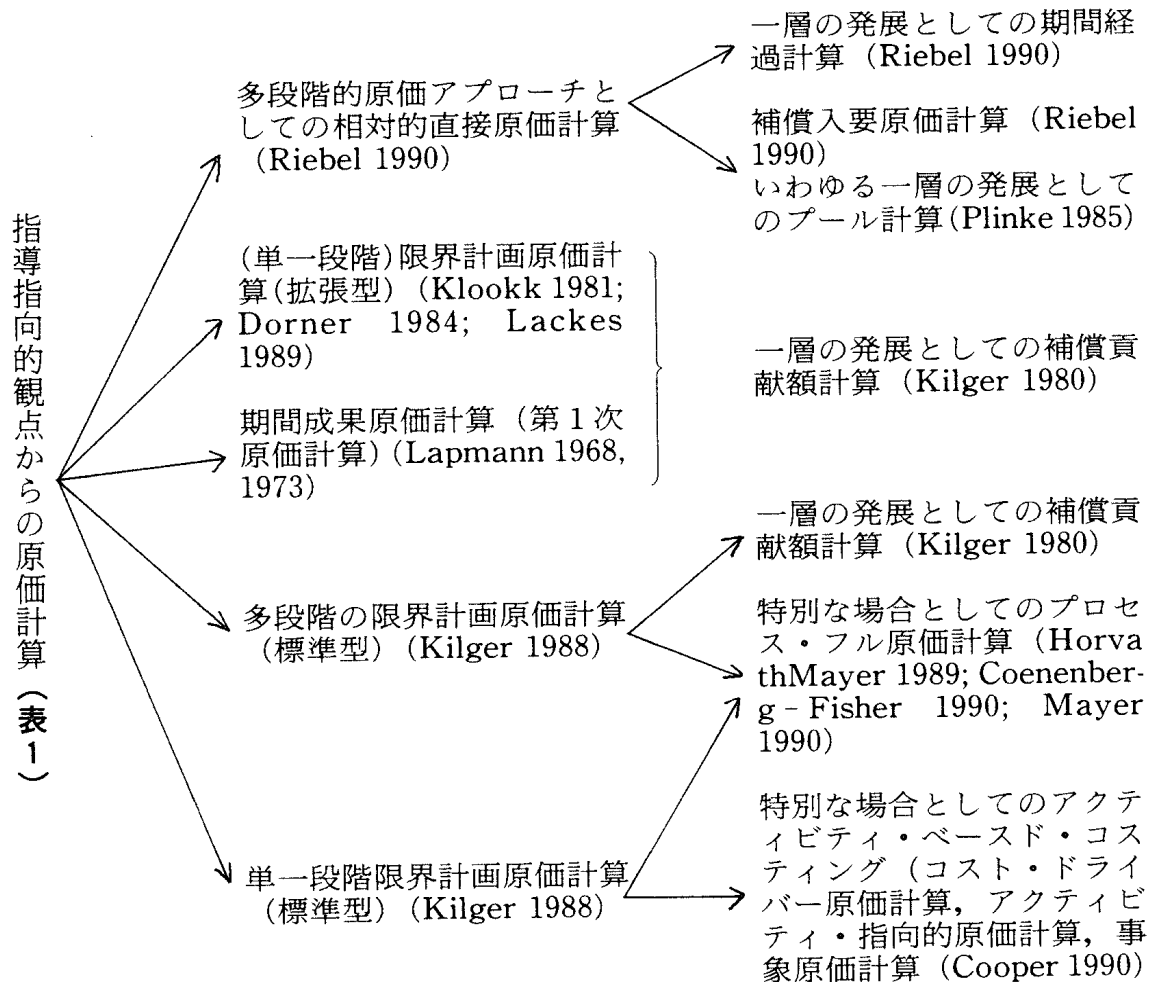 指導指向的観点からの原価計算（表1）
多段階的原価アプローチと
しての相対的直接原価計算
（Riebel 1990）
(単一段階)限界計画原価計
算(拡張型) (Klookk 1981;
Dorner 1984; Lackes
1989)
期間成果原価計算（第1次
原価計算）(Lapmann 1968,
1973)
多段階の限界計画原価計算
(標準型) (Kilger 1988)
単一段階限界計画原価計算
(標準型) (Kilger 1988)
一層の発展としての期間経
過計算（Riebel 1990）
補償入要原価計算（Riebel
1990）
いわゆる一層の発展として
のプール計算(Plinke 1985)
一層の発展としての補償貢
献額計算（Kilger 1980）
一層の発展としての補償貢
献額計算（Kilger 1980）
特別な場合としてのプロセ
ス・フル原価計算（Horva
thMayer 1989; Coenenber-
g－Fisher 1990; Mayer
1990）
特別な場合としてのアクテ
ィビティ・ベースド・コス
ティング（コスト・ドライ
バー原価計算，アクティビ
ティ・指向的原価計算，事
象原価計算（Cooper 1990）